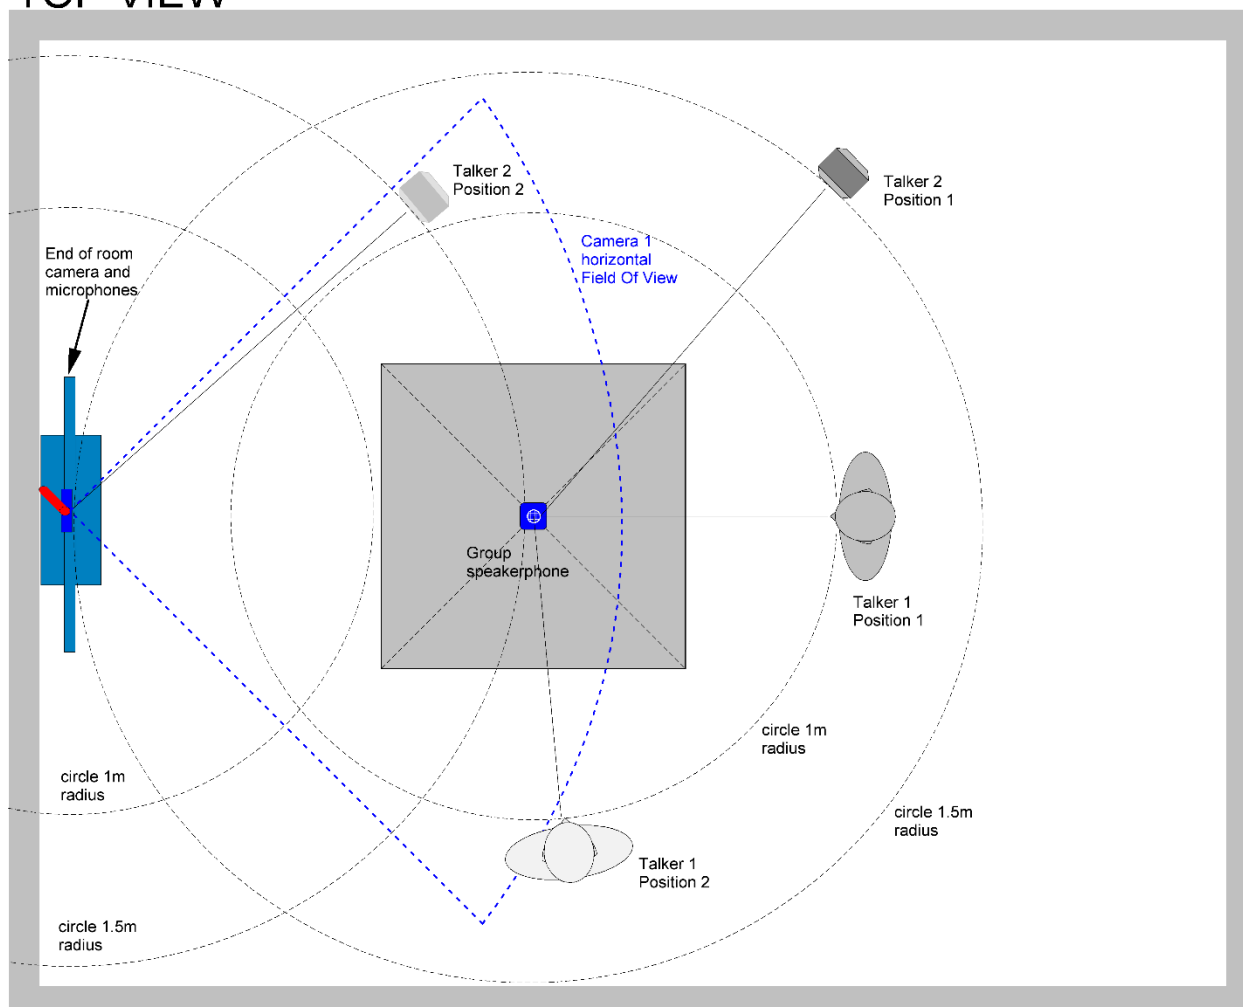 TOP VIEW
Talker 2
Position 2
Talker 2
Position 1
Camera 1
horizontal
Field Of View
End of room
camera and
microphones
Group
speakerphone
Talker 1
Position 1
circle 1m
radius
circle 1m
radius
circle 1.5m
radius
Talker 1
Position 2
circle 1.5m
radius